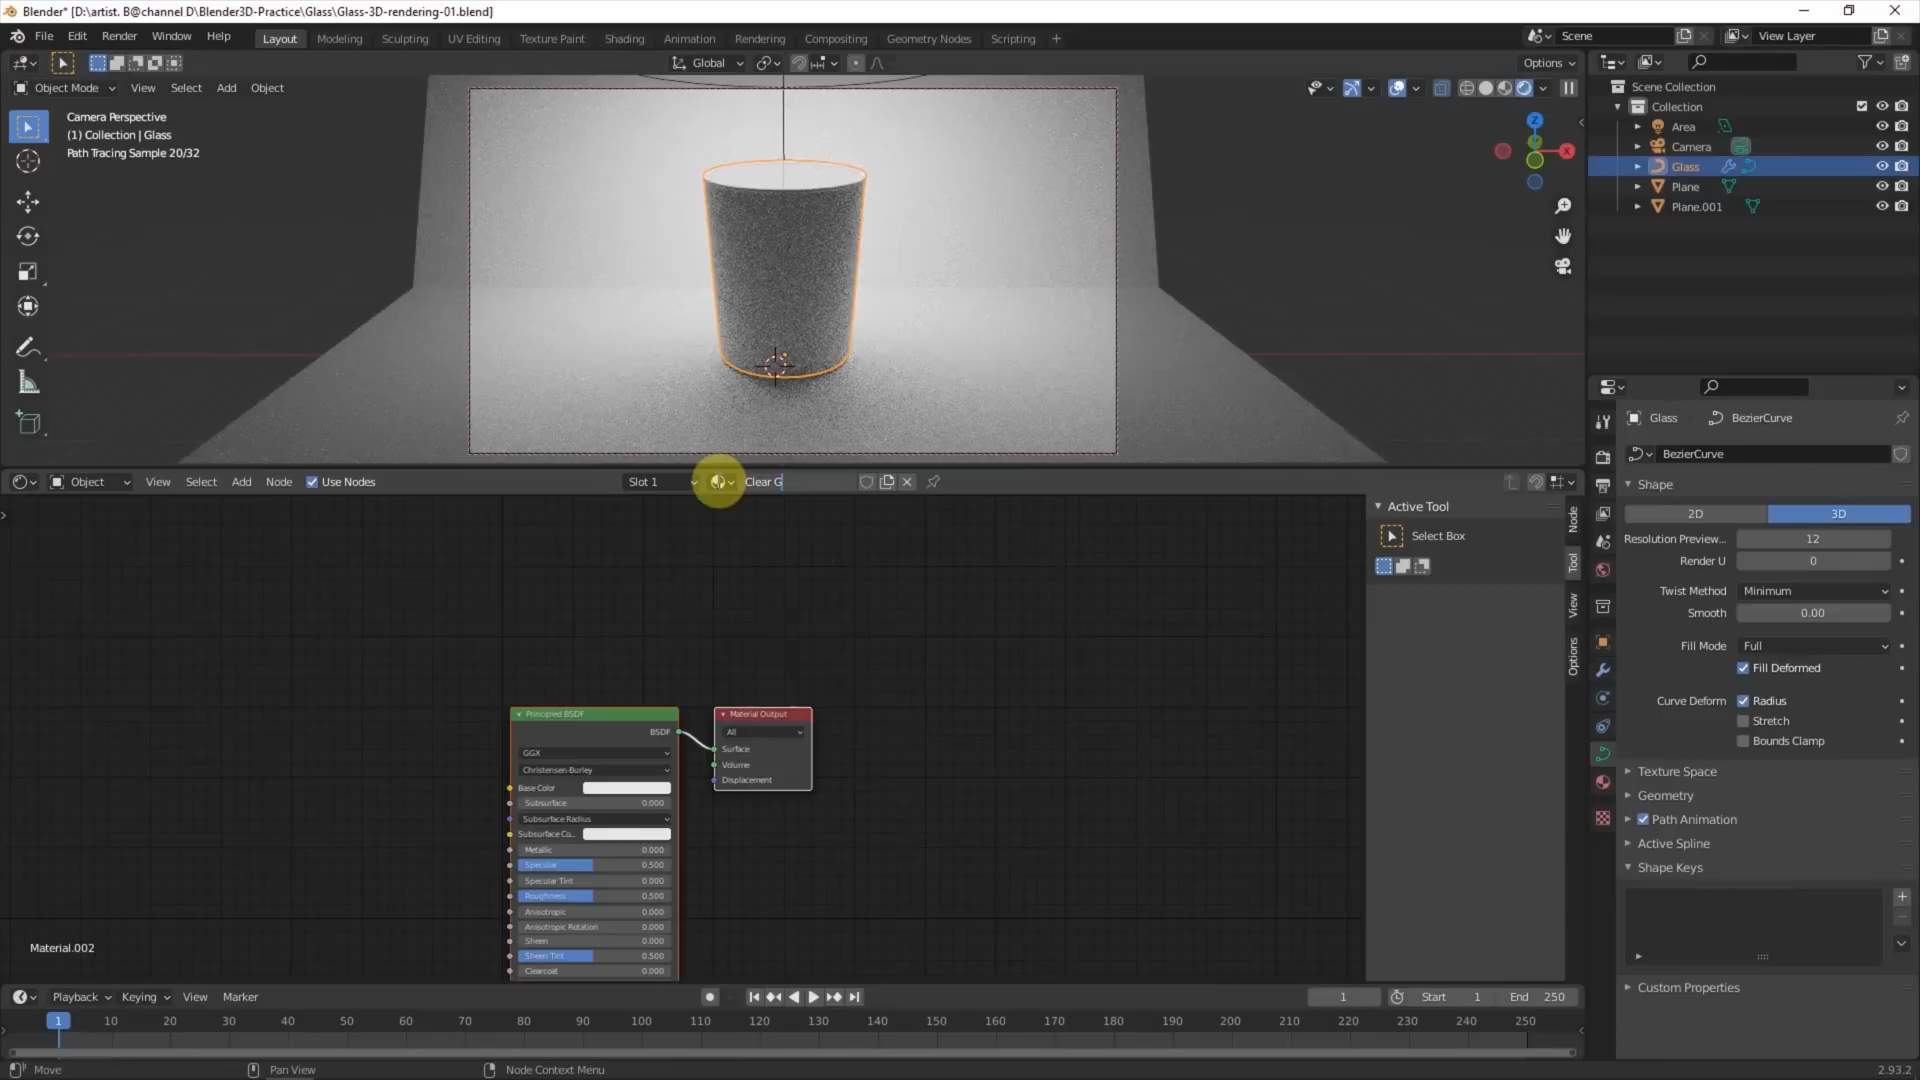 Blender* [D:\artist. B@channel D\Blender3D-Practice\Glass\Glass-3D-rendering-01.blend]
File Edit Render Window Help Layout Modeling Sculpting UV Editing Texture Paint Shading Animation Rendering Compositing Geometry Nodes Scripting + Scene View Layer
Global Options
Object Mode View Select Add Object
Camera Perspective
(1) Collection | Glass
Path Tracing Sample 20/32
Z
X
Scene Collection
Collection
Area
Camera
Glass
Plane
Plane.001
Glass BezierCurve
BezierCurve
Shape
2D 3D
Resolution Preview... 12
Render U 0
Twist Method Minimum
Smooth 0.00
Fill Mode Full
Fill Deformed
Curve Deform Radius
Stretch
Bounds Clamp
Texture Space
Geometry
Path Animation
Active Spline
Shape Keys
Custom Properties
Object View Select Add Node Use Nodes Slot 1 Clear G
Active Tool
Select Box
Node
Tool
View
Options
Principled BSDF
BSDF
GGX
Christensen-Burley
Base Color
Subsurface 0.000
Subsurface Radius
Subsurface Co...
Metallic 0.000
Specular 0.500
Specular Tint 0.000
Roughness 0.500
Anisotropic 0.000
Anisotropic Rotation 0.000
Sheen 0.000
Sheen Tint 0.500
Clearcoat 0.000
Material Output
All
Surface
Volume
Displacement
Material.002
Playback Keying View Marker 1 Start 1 End 250
1 10 20 30 40 50 60 70 80 90 100 110 120 130 140 150 160 170 180 190 200 210 220 230 240 250
Move Pan View Node Context Menu 2.93.2